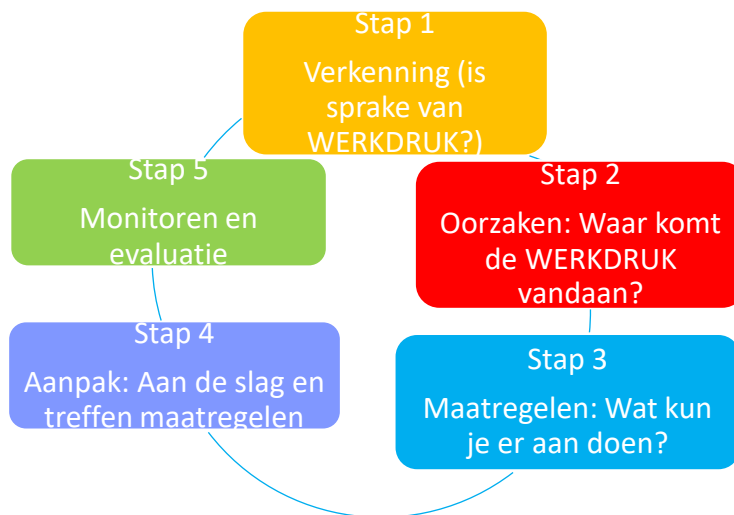 Stap 1
Verkenning (is
sprake van
WERKDRUK?)
Stap 2
Oorzaken: Waar komt
de WERKDRUK
vandaan?
Stap 3
Maatregelen: Wat kun
je er aan doen?
Stap 4
Aanpak: Aan de slag en
treffen maatregelen
Stap 5
Monitoren en
evaluatie